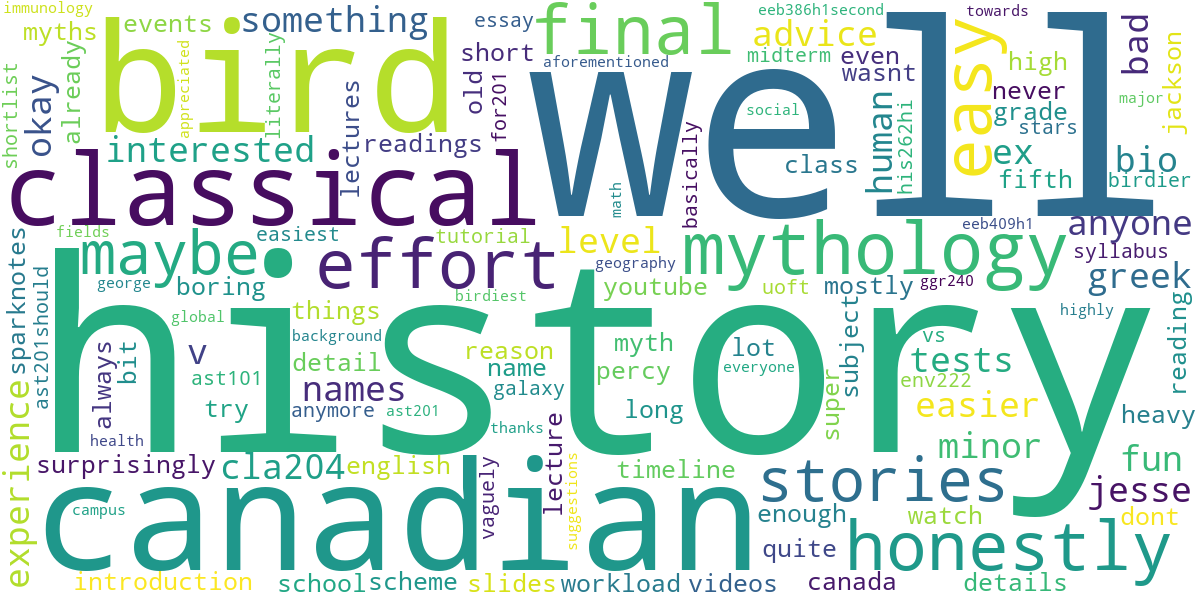 immunology
myths
events
something
essay
final
eeb386h1second
towards
advice
bird
appreciated
literally
already
okay
shortlist
short
aforementioned
midterm
even
wasnt
easy
high
bad
jackson
never
grade
major
stars
old
for201
well
social
human
his262hi
ex
bio
fifth
birdier
interested
lectures
readings
class
classical
basically
math
mythology
eeb409h1
anyone
syllabus
fields
easiest
tutorial
level
maybe
effort
geography
greek
sparknotes
george
boring
birdiest
youtube
uoft
mostly
ggr240
subject
highly
reading
ast201should
global
things
background
history
always
bit
v
detail
reason
name
myth
lot
vs
tests
ast101
names
galaxy
percy
everyone
env222
super
try
anymore
ast201
long
easier
heavy
health
thanks
experience
surprisingly
cla204
english
vaguely
lecture
suggestions
timeline
minor
fun
canadian
stories
jesse
campus
enough
watch
dont
quite
honestly
introduction
school
scheme
slides
workload
videos
canada
details